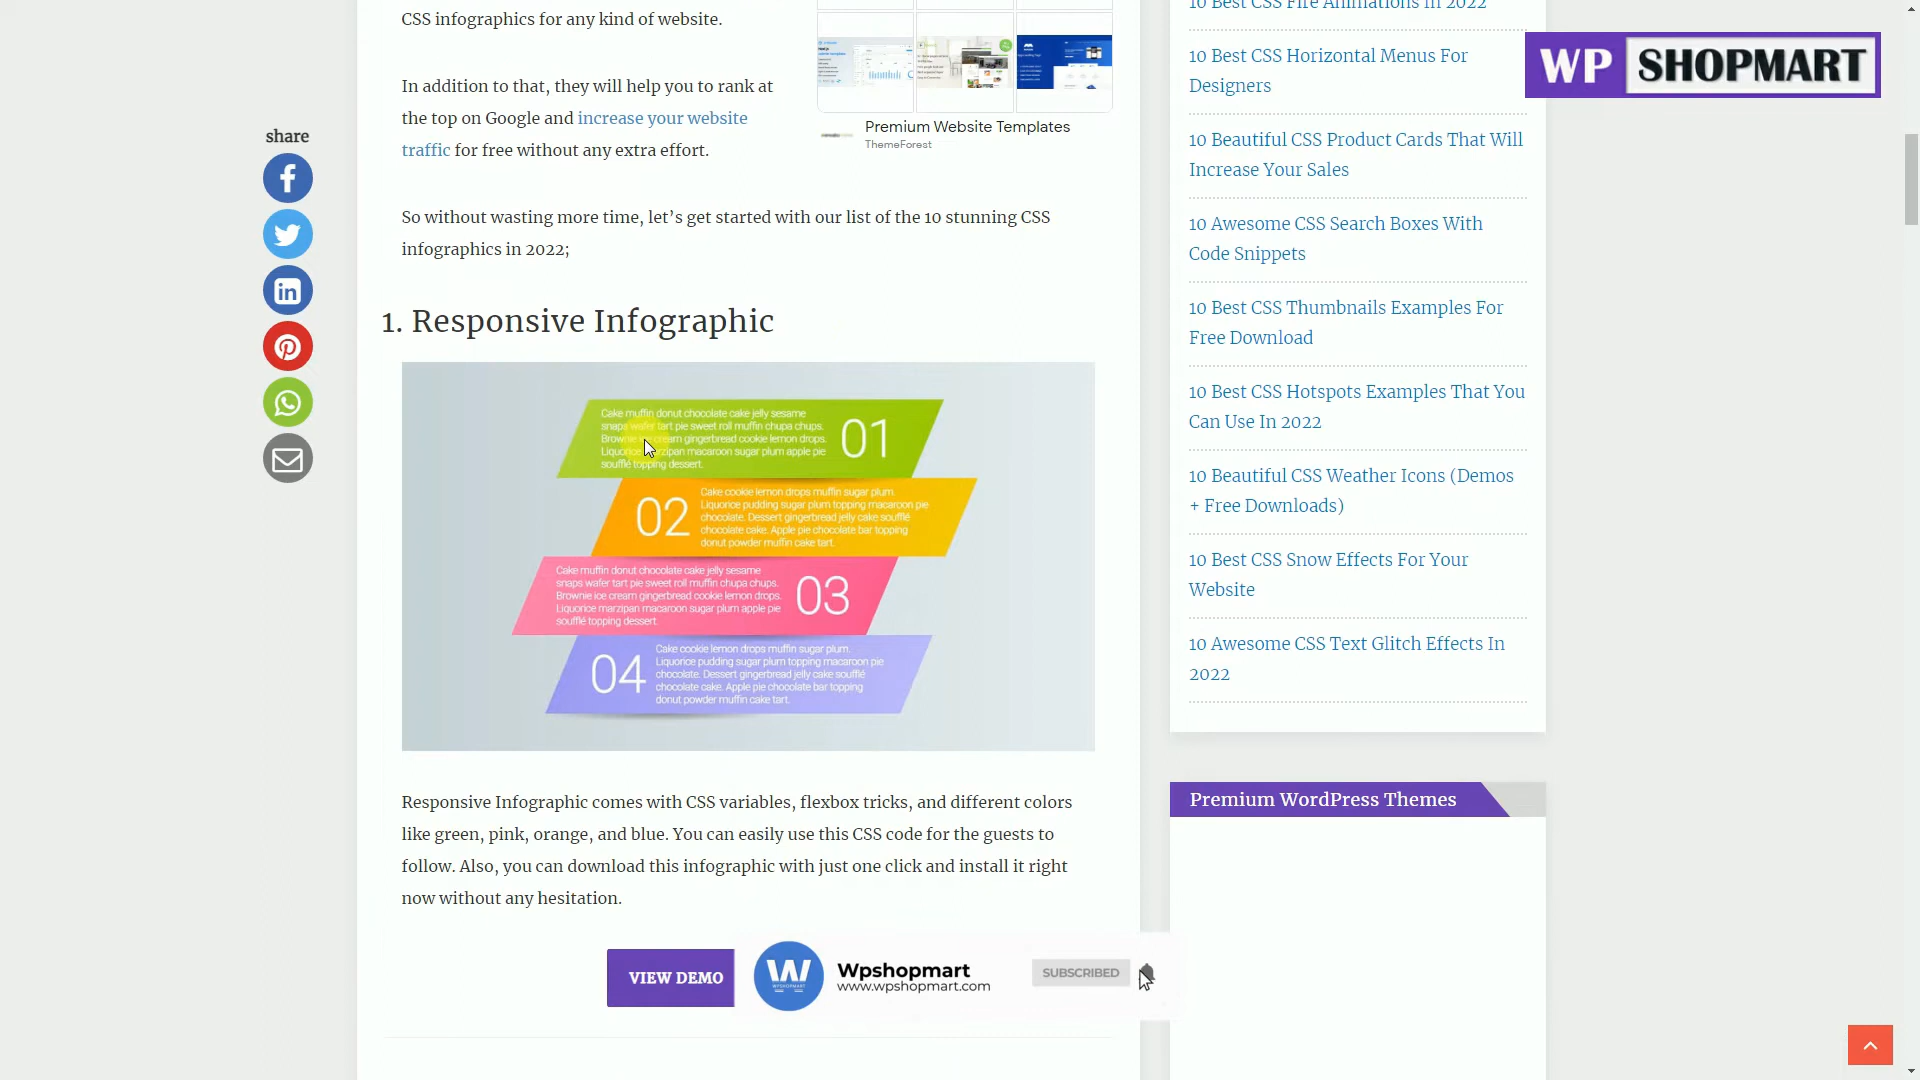 CSS infographics for any kind of website.
In addition to that, they will help you to rank at
the top on Google and increase your website
traffic for free without any extra effort.
Premium Website Templates
ThemeForest
So without wasting more time, let’s get started with our list of the 10 stunning CSS
infographics in 2022;
share
1. Responsive Infographic
Cake muffin donut chocolate cake jelly sesame
snaps wafer tart pie sweet roll muffin chupa chups.
Brownie ice cream gingerbread cookie lemon drops.
Liquorice marzipan macaroon sugar plum apple pie
soufflé topping dessert.
01
02
Cake cookie lemon drops muffin sugar plum.
Liquorice pudding sugar plum topping macaroon pie
chocolate. Dessert gingerbread jelly cake soufflé
chocolate cake. Apple pie chocolate bar topping
donut powder muffin cake tart.
Cake muffin donut chocolate cake jelly sesame
snaps wafer tart pie sweet roll muffin chupa chups.
Brownie ice cream gingerbread cookie lemon drops.
Liquorice marzipan macaroon sugar plum apple pie
soufflé topping dessert.
03
04
Cake cookie lemon drops muffin sugar plum.
Liquorice pudding sugar plum topping macaroon pie
chocolate. Dessert gingerbread jelly cake soufflé
chocolate cake. Apple pie chocolate bar topping
donut powder muffin cake tart.
Responsive Infographic comes with CSS variables, flexbox tricks, and different colors
like green, pink, orange, and blue. You can easily use this CSS code for the guests to
follow. Also, you can download this infographic with just one click and install it right
now without any hesitation.
VIEW DEMO
W
WPSHOPMART
Wpshopmart
www.wpshopmart.com
SUBSCRIBED
10 Best CSS Fire Animations In 2022
10 Best CSS Horizontal Menus For
Designers
10 Beautiful CSS Product Cards That Will
Increase Your Sales
10 Awesome CSS Search Boxes With
Code Snippets
10 Best CSS Thumbnails Examples For
Free Download
10 Best CSS Hotspots Examples That You
Can Use In 2022
10 Beautiful CSS Weather Icons (Demos
+ Free Downloads)
10 Best CSS Snow Effects For Your
Website
10 Awesome CSS Text Glitch Effects In
2022
Premium WordPress Themes
WP SHOPMART